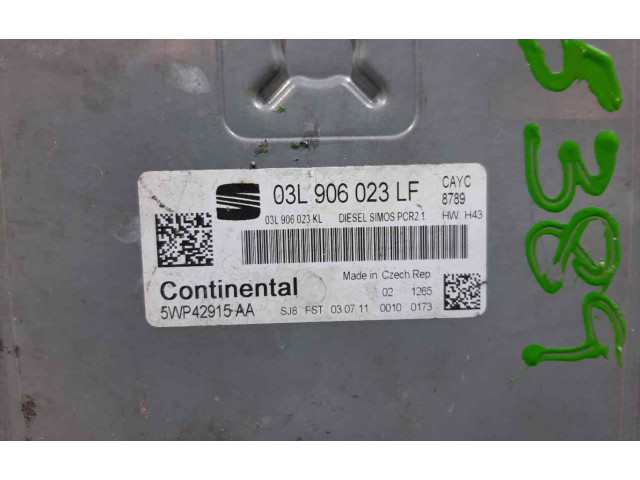 03L 906 023 LF CAYC
8789
03L 906 023 KL DIESEL SIMOS PCR2.1 HW H43
Continental Made in Czech Rep.
02 1265
5WP42915 AA SJ8 FST 03.07.11 0010 0173
5389